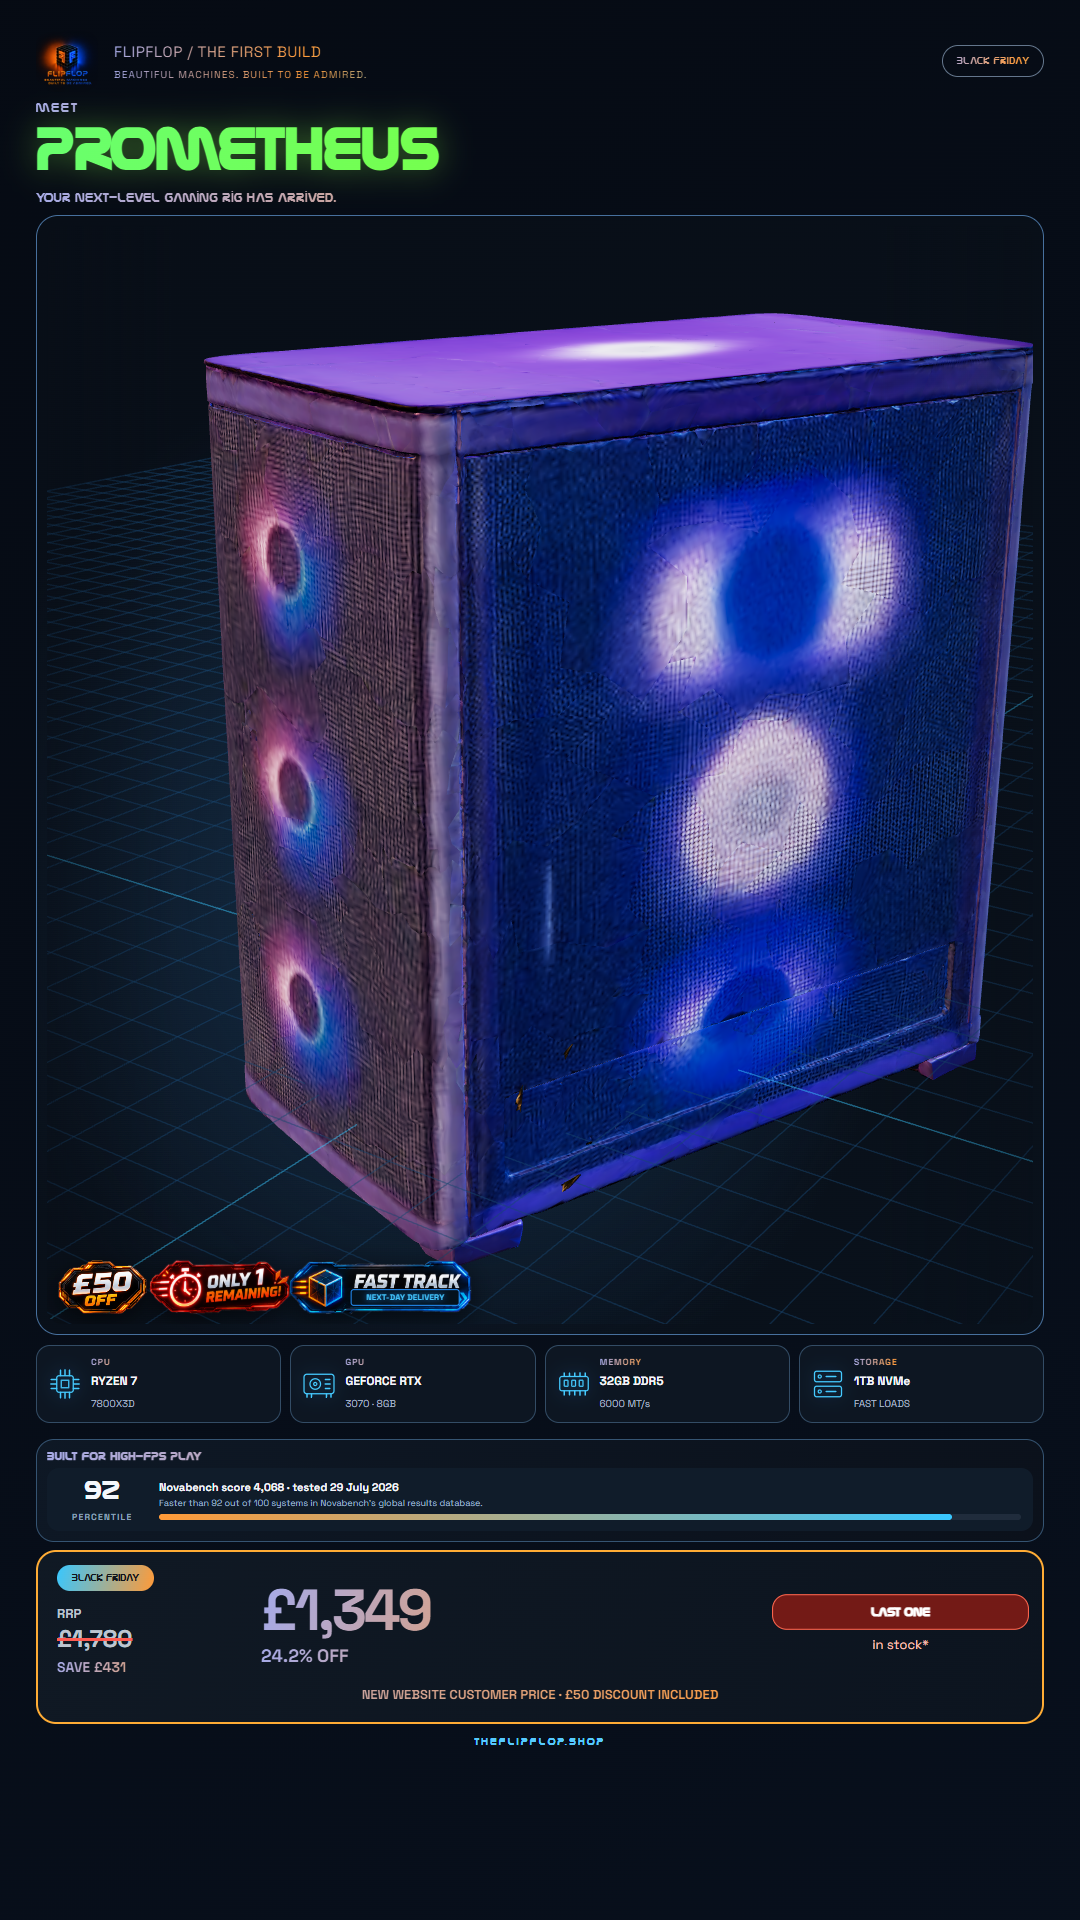 FLIPFLOP
FLIPFLOP / THE FIRST BUILD
BEAUTIFUL MACHINES. BUILT TO BE ADMIRED.
BLACK FRIDAY
MEET
PROMETHEUS
YOUR NEXT-LEVEL GAMING RIG HAS ARRIVED.
£50
OFF
ONLY 1
REMAINING!
FAST TRACK
NEXT-DAY DELIVERY
CPU
RYZEN 7
7800X3D
GPU
GEFORCE RTX
3070 · 8GB
MEMORY
32GB DDR5
6000 MT/s
STORAGE
1TB NVMe
FAST LOADS
BUILT FOR HIGH-FPS PLAY
92
PERCENTILE
Novabench score 4,068 · tested 29 July 2026
Faster than 92 out of 100 systems in Novabench's global results database.
BLACK FRIDAY
RRP
£1,780
SAVE £431
£1,349
24.2% OFF
LAST ONE
in stock*
NEW WEBSITE CUSTOMER PRICE · £50 DISCOUNT INCLUDED
THEFLIPFLOP.SHOP